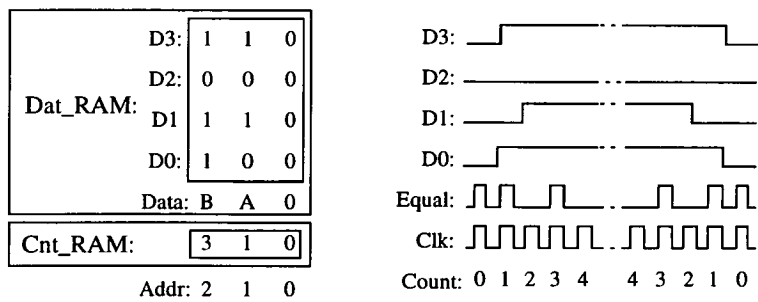 D3: 1 1 0
D2: 0 0 0
Dat_RAM:
D1 1 1 0
D0: 1 0 0
Data: B A 0
Cnt_RAM: 3 1 0
Addr: 2 1 0
D3:
D2:
D1:
D0:
Equal:
Clk:
Count: 0 1 2 3 4 4 3 2 1 0